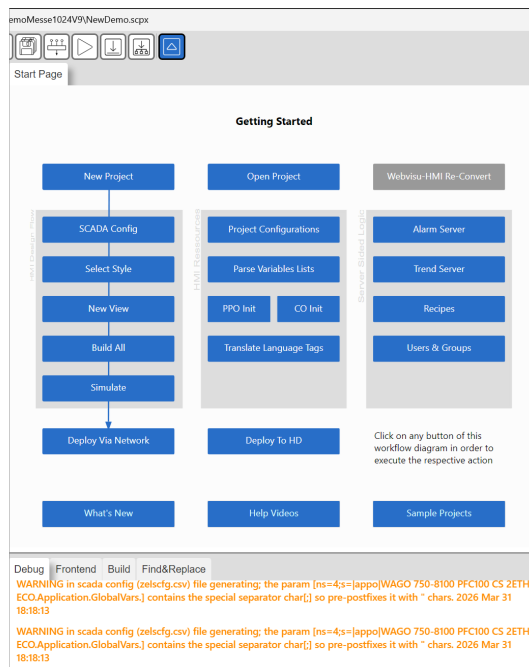 emoMesse1024V9\NewDemo.scpx
Start Page
Getting Started
New Project
Open Project
Webvisu-HMI Re-Convert
HMI Design Flow
HMI Ressources
Server Sided Logic
SCADA Config
Project Configurations
Alarm Server
Select Style
Parse Variables Lists
Trend Server
New View
PPO Init
CO Init
Recipes
Build All
Translate Language Tags
Users & Groups
Simulate
Deploy Via Network
Deploy To HD
Click on any button of this
workflow diagram in order to
execute the respective action
What's New
Help Videos
Sample Projects
Debug
Frontend
Build
Find&Replace
WARNING in scada config (zelscfg.csv) file generating; the param [ns=4;s=|appo|WAGO 750-8100 PFC100 CS 2ETH
ECO.Application.GlobalVars.] contains the special separator char[;] so pre-postfixes it with " chars. 2026 Mar 31
18:18:13
WARNING in scada config (zelscfg.csv) file generating; the param [ns=4;s=|appo|WAGO 750-8100 PFC100 CS 2ETH
ECO.Application.GlobalVars.] contains the special separator char[;] so pre-postfixes it with " chars. 2026 Mar 31
18:18:13